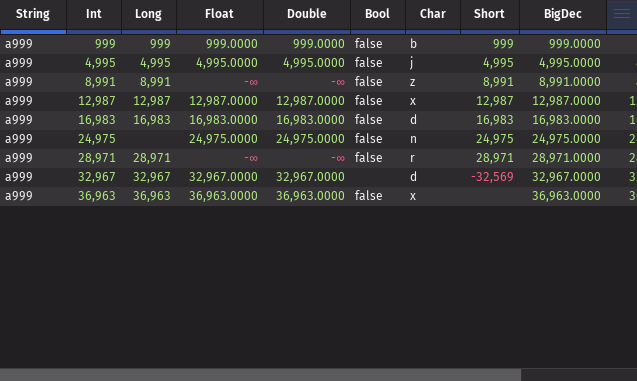 String Int Long Float Double Bool Char Short BigDec
a999 999 999 999.0000 999.0000 false b 999 999.0000
a999 4,995 4,995 4,995.0000 4,995.0000 false j 4,995 4,995.0000
a999 8,991 8,991 -∞ -∞ false z 8,991 8,991.0000
a999 12,987 12,987 12,987.0000 12,987.0000 false x 12,987 12,987.0000
a999 16,983 16,983 16,983.0000 16,983.0000 false d 16,983 16,983.0000
a999 24,975 24,975.0000 24,975.0000 false n 24,975 24,975.0000
a999 28,971 28,971 -∞ -∞ false r 28,971 28,971.0000
a999 32,967 32,967 32,967.0000 32,967.0000 d -32,569 32,967.0000
a999 36,963 36,963 36,963.0000 36,963.0000 false x 36,963.0000